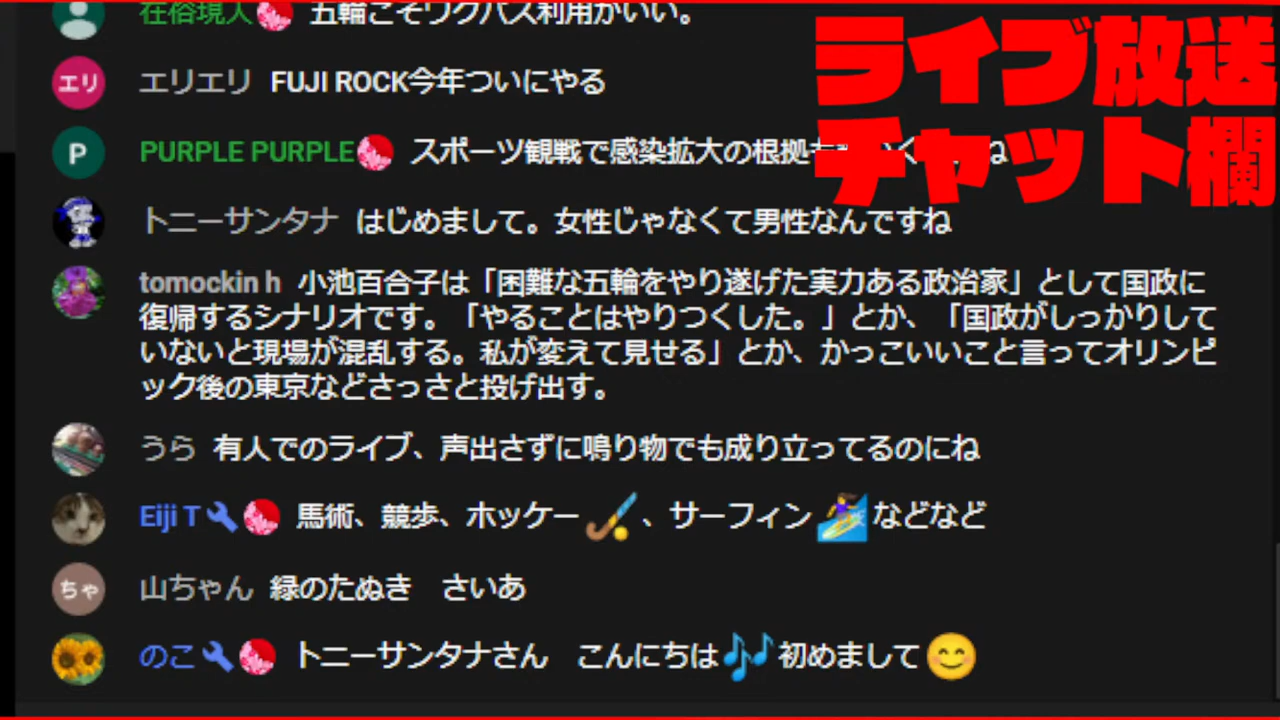 在俗現人 五輪こそワクパス利用がいい。
エリ エリエリ FUJI ROCK今年ついにやる
P PURPLE PURPLE スポーツ観戦で感染拡大の根拠
トニーサンタナ はじめまして。女性じゃなくて男性なんですね
tomockin h 小池百合子は「困難な五輪をやり遂げた実力ある政治家」として国政に
復帰するシナリオです。「やることはやりつくした。」とか、「国政がしっかりして
いないと現場が混乱する。私が変えて見せる」とか、かっこいいこと言ってオリンピ
ック後の東京などさっさと投げ出す。
うら 有人でのライブ、声出さずに鳴り物でも成り立ってるのにね
Eiji T 馬術、競歩、ホッケー🏑、サーフィン🏄‍♀️などなど
ちゃ 山ちゃん 緑のたぬき さいあ
のこ トニーサンタナさん こんにちは🎶初めまして😊
ライブ放送
チャット欄